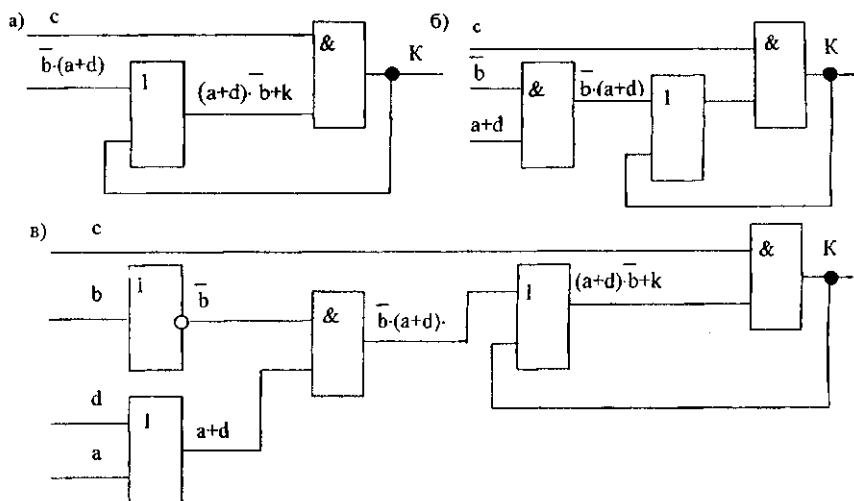 а)
c
&
K
b̅·(a+d)
1
(a+d)·b̅+k
б)
c
&
K
b̅
&
b̅·(a+d)
1
a+d
в)
c
&
K
b
1
b̅
&
b̅·(a+d)·
1
(a+d)·b̅+k
d
1
a+d
a